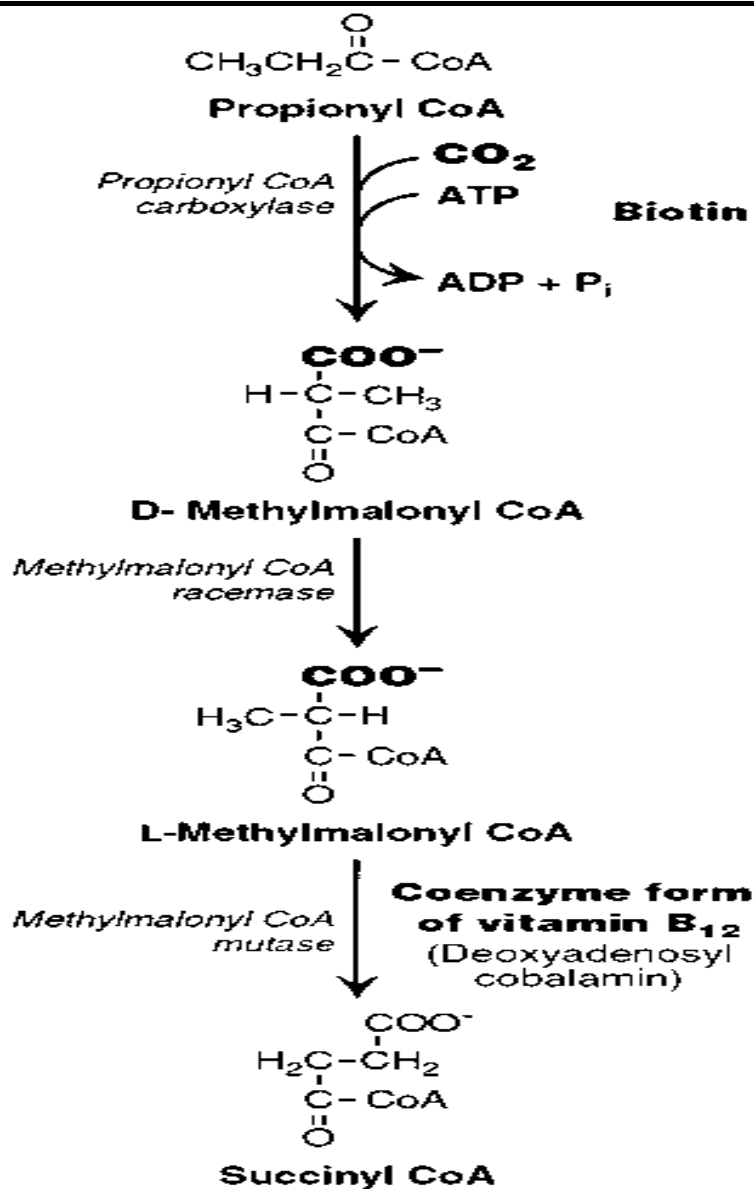 O
CH₃CH₂C – CoA
Propionyl CoA
Propionyl CoA
carboxylase
CO₂
ATP
Biotin
ADP + Pᵢ
COO⁻
H – C – CH₃
C – CoA
O
D- Methylmalonyl CoA
Methylmalonyl CoA
racemase
COO⁻
H₃C – C – H
C – CoA
O
L-Methylmalonyl CoA
Methylmalonyl CoA
mutase
Coenzyme form
of vitamin B₁₂
(Deoxyadenosyl
cobalamin)
COO⁻
H₂C – CH₂
C – CoA
O
Succinyl CoA